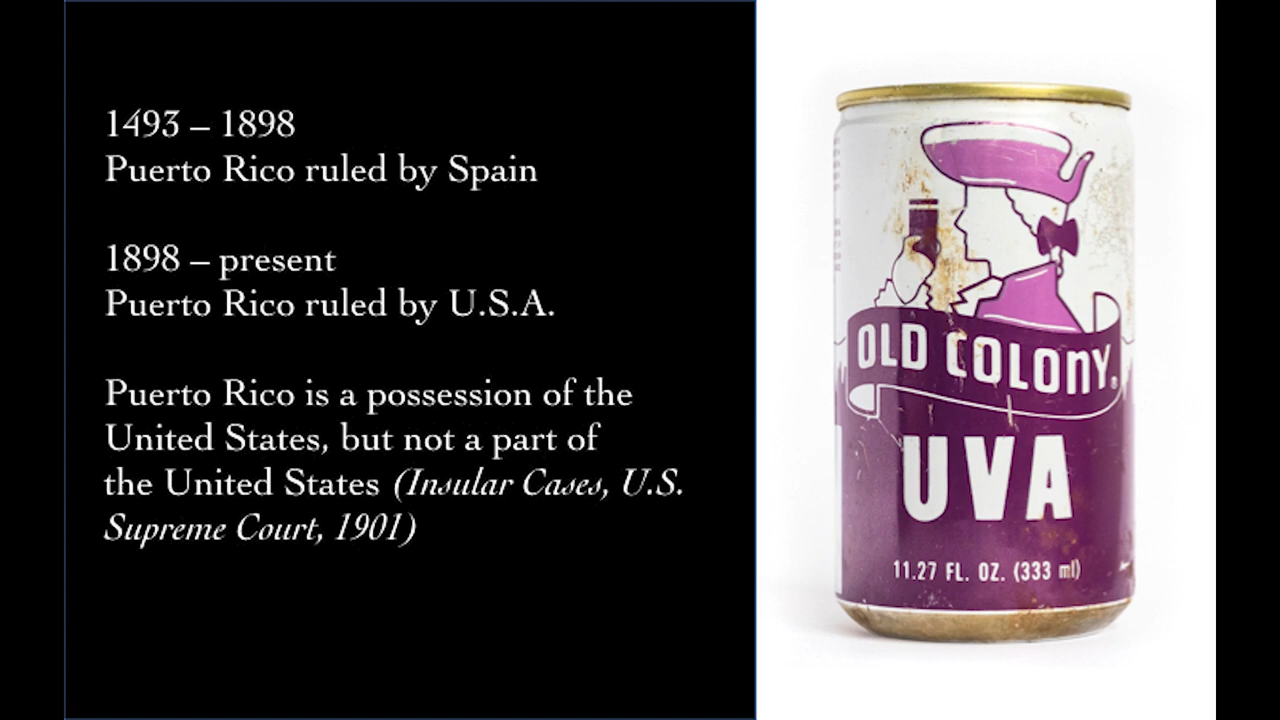 1493 – 1898
Puerto Rico ruled by Spain
1898 – present
Puerto Rico ruled by U.S.A.
Puerto Rico is a possession of the
United States, but not a part of
the United States (Insular Cases, U.S.
Supreme Court, 1901)
OLD COLONY®
UVA
11.27 FL. OZ. (333 ml)